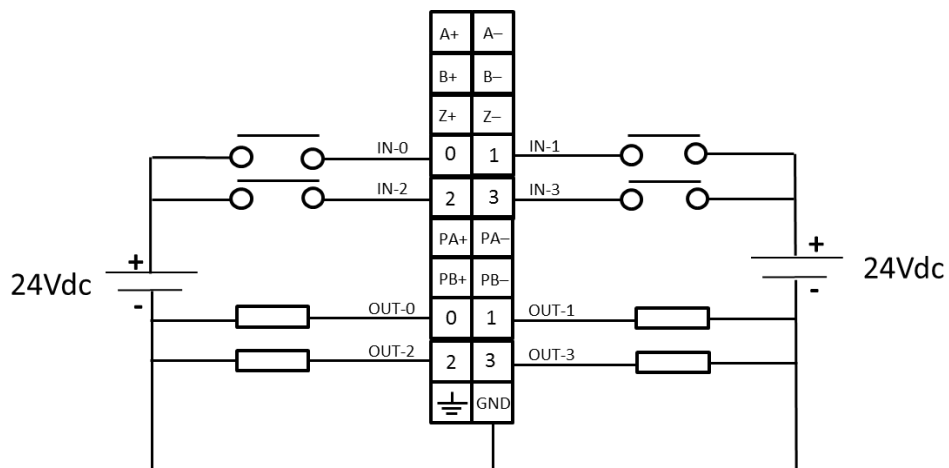 A+ A−
B+ B−
Z+ Z−
IN-0 0 1 IN-1
IN-2 2 3 IN-3
PA+ PA−
+ +
24Vdc PB+ PB− 24Vdc
- -
OUT-0 0 1 OUT-1
OUT-2 2 3 OUT-3
GND